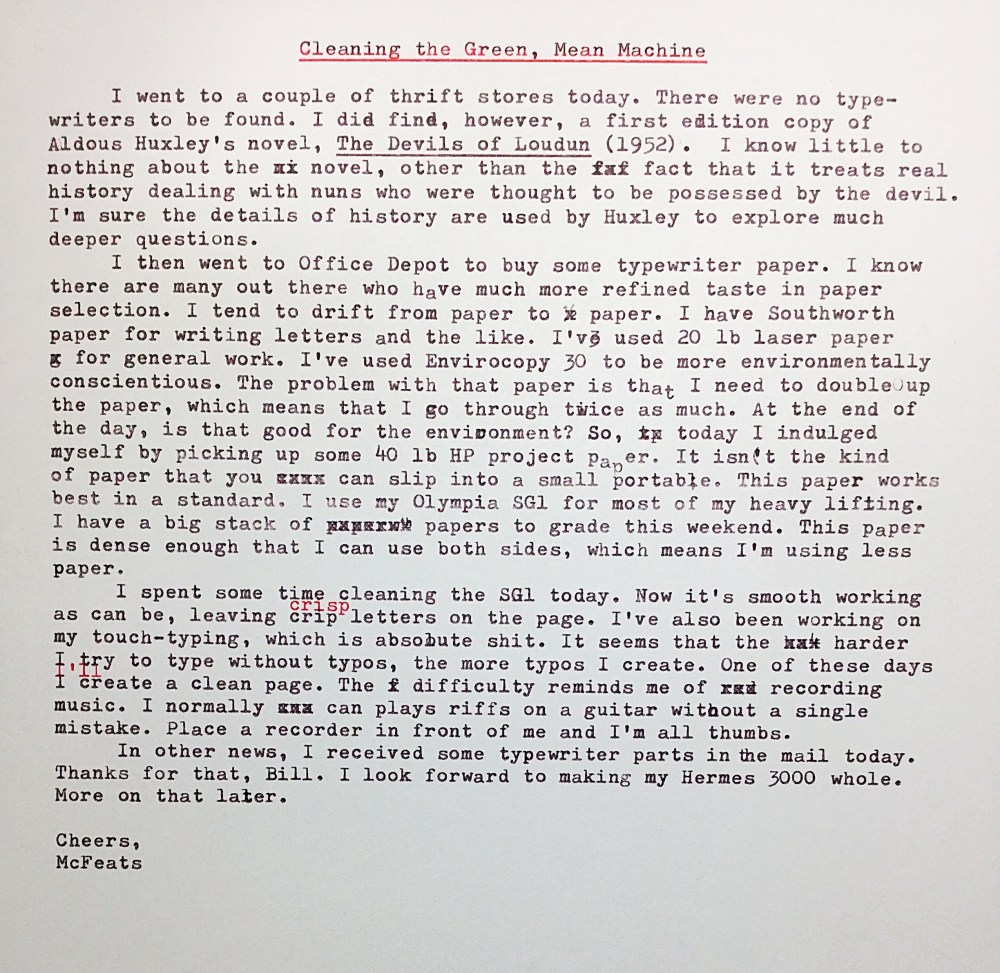 Cleaning the Green, Mean Machine
I went to a couple of thrift stores today. There were no type-
writers to be found. I did find, however, a first edition copy of
Aldous Huxley's novel, The Devils of Loudun (1952). I know little to
nothing about the novel, other than the fact that it treats real
history dealing with nuns who were thought to be possessed by the devil.
I'm sure the details of history are used by Huxley to explore much
deeper questions.
I then went to Office Depot to buy some typewriter paper. I know
there are many out there who have much more refined taste in paper
selection. I tend to drift from paper to paper. I have Southworth
paper for writing letters and the like. I've used 20 lb laser paper
for general work. I've used Envirocopy 30 to be more environmentally
conscientious. The problem with that paper is that I need to double up
the paper, which means that I go through twice as much. At the end of
the day, is that good for the environment? So, today I indulged
myself by picking up some 40 lb HP project paper. It isn't the kind
of paper that you can slip into a small portable. This paper works
best in a standard. I use my Olympia SG1 for most of my heavy lifting.
I have a big stack of papers to grade this weekend. This paper
is dense enough that I can use both sides, which means I'm using less
paper.
I spent some time cleaning the SG1 today. Now it's smooth working
crisp
as can be, leaving crip letters on the page. I've also been working on
my touch-typing, which is absolute shit. It seems that the harder
I try to type without typos, the more typos I create. One of these days
I'll
I create a clean page. The difficulty reminds me of recording
music. I normally can plays riffs on a guitar without a single
mistake. Place a recorder in front of me and I'm all thumbs.
In other news, I received some typewriter parts in the mail today.
Thanks for that, Bill. I look forward to making my Hermes 3000 whole.
More on that later.
Cheers,
McFeats